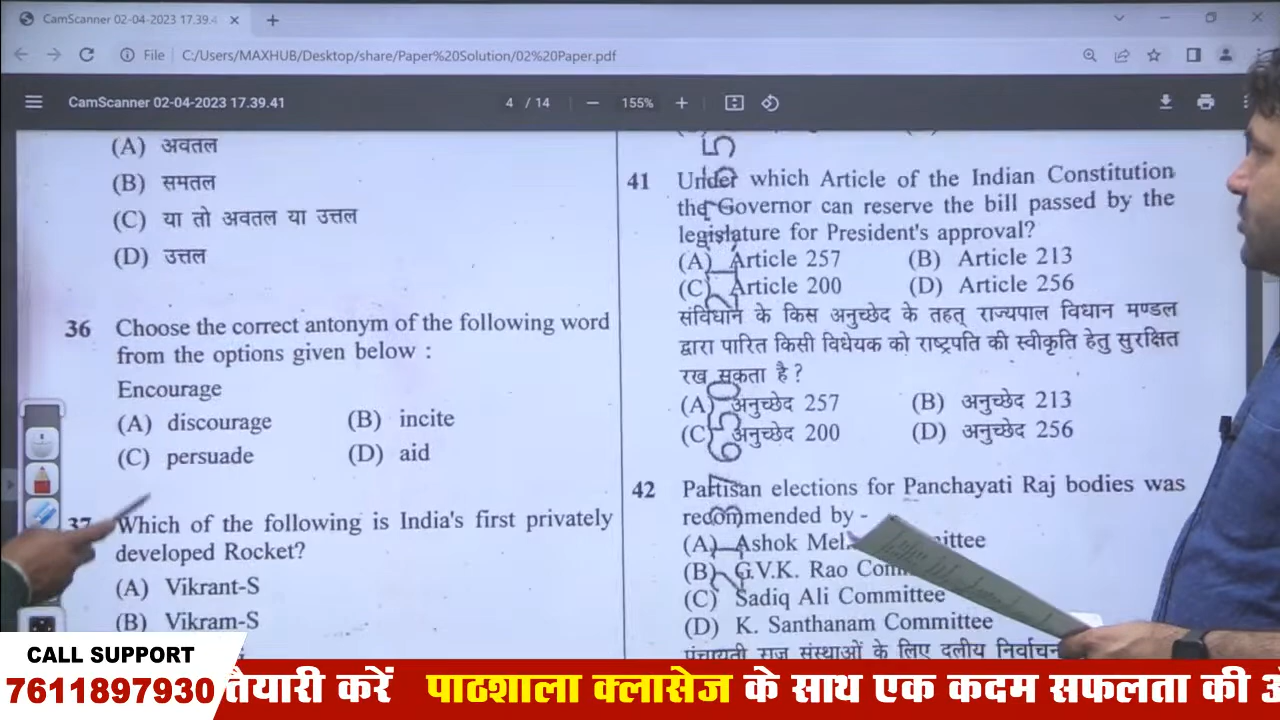 CamScanner 02-04-2023 17.39.4
File C:/Users/MAXHUB/Desktop/share/Paper%20Solution/02%20Paper.pdf
CamScanner 02-04-2023 17.39.41
4 / 14
155%
(A) अवतल
(B) समतल
(C) या तो अवतल या उत्तल
(D) उत्तल
36 Choose the correct antonym of the following word
from the options given below :
Encourage
(A) discourage (B) incite
(C) persuade (D) aid
37 Which of the following is India's first privately
developed Rocket?
(A) Vikrant-S
(B) Vikram-S
41 Under which Article of the Indian Constitution
the Governor can reserve the bill passed by the
legislature for President's approval?
(A) Article 257 (B) Article 213
(C) Article 200 (D) Article 256
संविधान के किस अनुच्छेद के तहत् राज्यपाल विधान मण्डल
द्वारा पारित किसी विधेयक को राष्ट्रपति की स्वीकृति हेतु सुरक्षित
रख सकता है?
(A) अनुच्छेद 257 (B) अनुच्छेद 213
(C) अनुच्छेद 200 (D) अनुच्छेद 256
42 Partisan elections for Panchayati Raj bodies was
recommended by -
(A) Ashok
(B) G.V.K. Rao
(C) Sadiq Ali Committee
(D) K. Santhanam Committee
पंचायती राज संस्थाओं के लिए दलीय निर्वाचन
CALL SUPPORT
7611897930
तैयारी करें पाठशाला क्लासेज के साथ एक कदम सफलता की